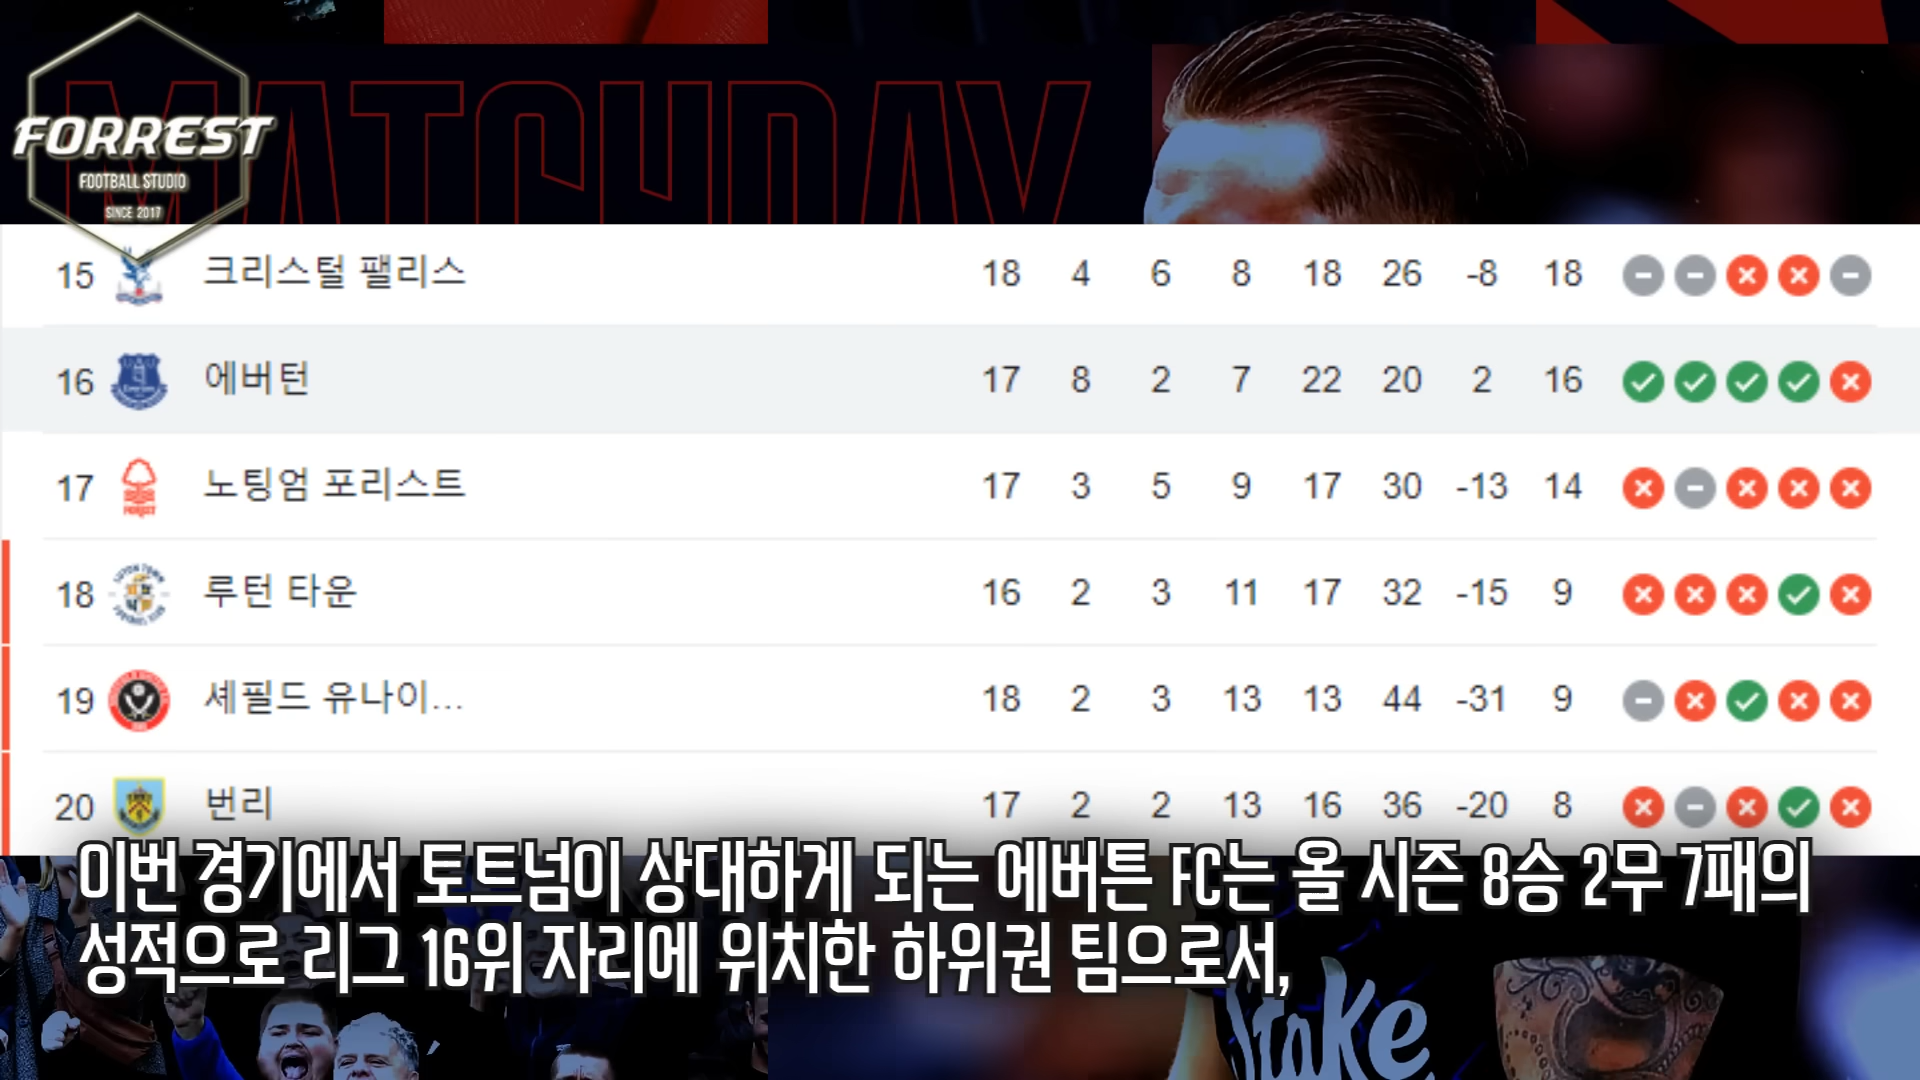 MATCHDAY
FORREST
FOOTBALL STUDIO
SINCE 2017
15 크리스털 팰리스 18 4 6 8 18 26 -8 18
16 에버턴 17 8 2 7 22 20 2 16
17 노팅엄 포리스트 17 3 5 9 17 30 -13 14
18 루턴 타운 16 2 3 11 17 32 -15 9
19 셰필드 유나이... 18 2 3 13 13 44 -31 9
20 번리 17 2 2 13 16 36 -20 8
이번 경기에서 토트넘이 상대하게 되는 에버튼 FC는 올 시즌 8승 2무 7패의
성적으로 리그 16위 자리에 위치한 하위권 팀으로서,
Stake